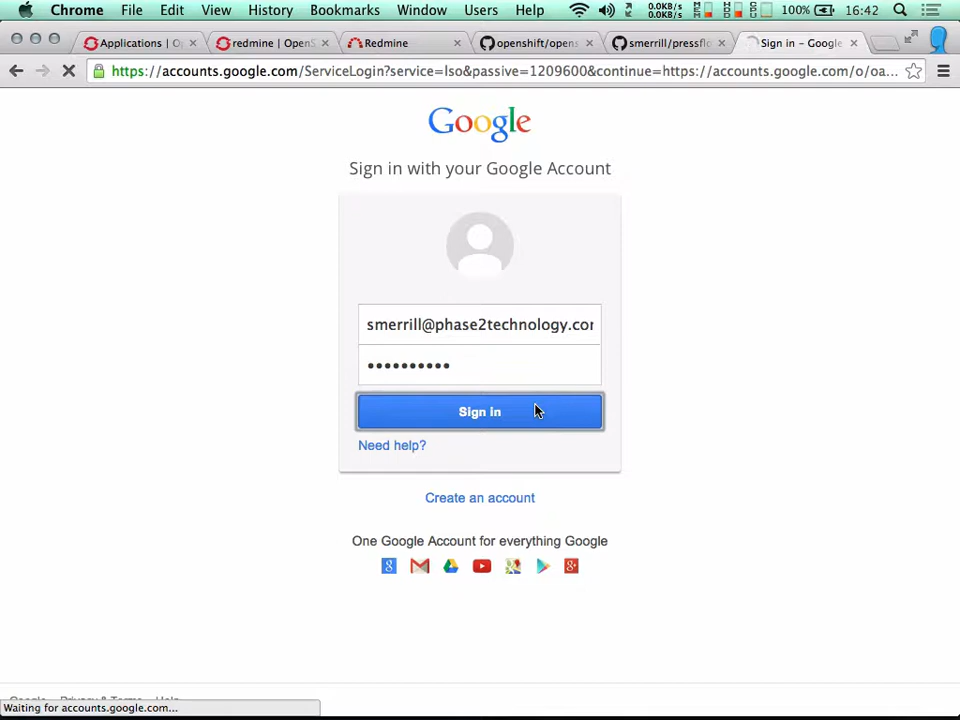 Chrome File Edit View History Bookmarks Window Users Help 0.0KB/s 0.0KB/s 100% 16:42
Applications | O redmine | OpenS Redmine openshift/opens smerrill/pressflo Sign in - Google
https://accounts.google.com/ServiceLogin?service=lso&passive=1209600&continue=https://accounts.google.com/o/oa...
Google
Sign in with your Google Account
smerrill@phase2technology.com
••••••••••
Sign in
Need help?
Create an account
One Google Account for everything Google
Waiting for accounts.google.com...